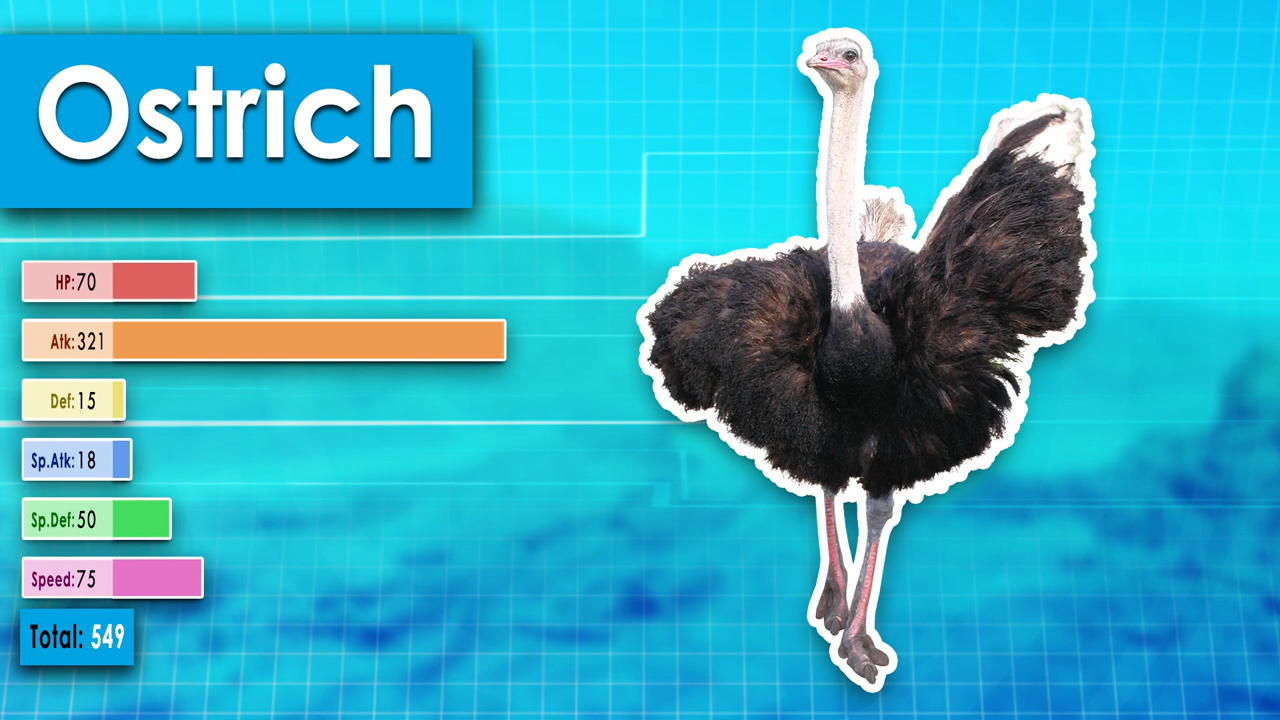 Ostrich
HP:70
Atk:321
Def:15
Sp.Atk:18
Sp.Def:50
Speed:75
Total: 549